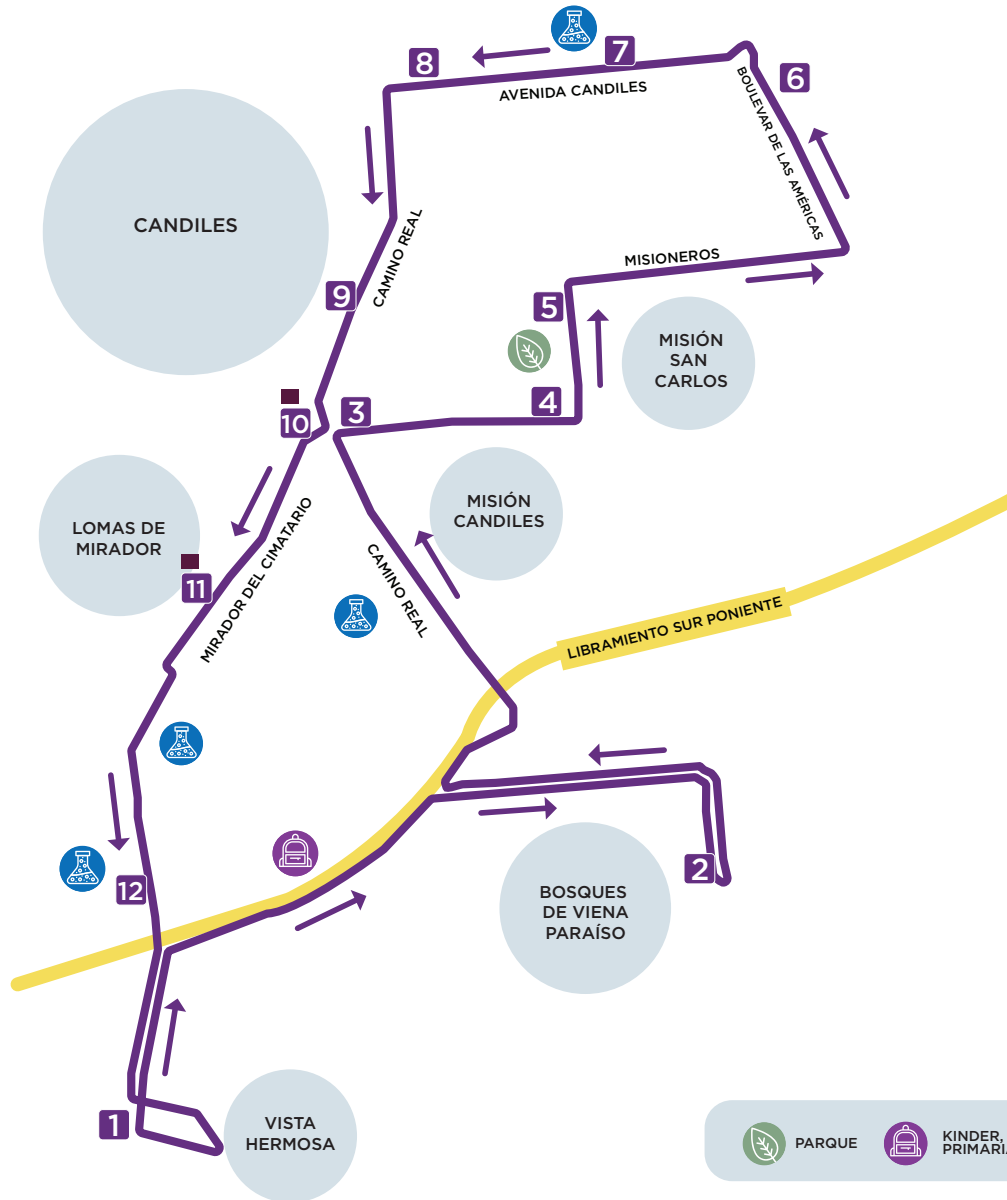 7
8
6
AVENIDA CANDILES
BOULEVAR DE LAS AMÉRICAS
CANDILES
CAMINO REAL
MISIONEROS
9
5
MISIÓN
SAN
CARLOS
10
3
4
LOMAS DE
MIRADOR
MISIÓN
CANDILES
11
MIRADOR DEL CIMATARIO
CAMINO REAL
LIBRAMIENTO SUR PONIENTE
12
2
BOSQUES
DE VIENA
PARAÍSO
1
VISTA
HERMOSA
PARQUE
KINDER,